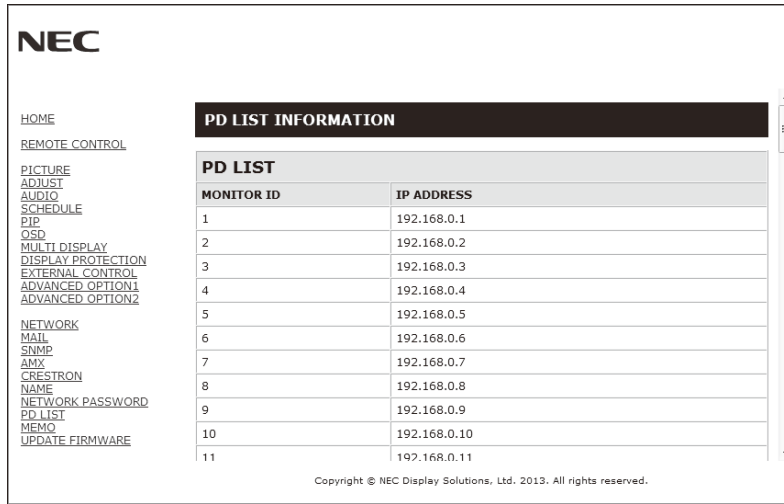 NEC
HOME
REMOTE CONTROL
PICTURE
ADJUST
AUDIO
SCHEDULE
PIP
OSD
MULTI DISPLAY
DISPLAY PROTECTION
EXTERNAL CONTROL
ADVANCED OPTION1
ADVANCED OPTION2
NETWORK
MAIL
SNMP
AMX
CRESTRON
NAME
NETWORK PASSWORD
PD LIST
MEMO
UPDATE FIRMWARE
PD LIST INFORMATION
PD LIST
MONITOR ID IP ADDRESS
1 192.168.0.1
2 192.168.0.2
3 192.168.0.3
4 192.168.0.4
5 192.168.0.5
6 192.168.0.6
7 192.168.0.7
8 192.168.0.8
9 192.168.0.9
10 192.168.0.10
11 192.168.0.11
Copyright © NEC Display Solutions, Ltd. 2013. All rights reserved.